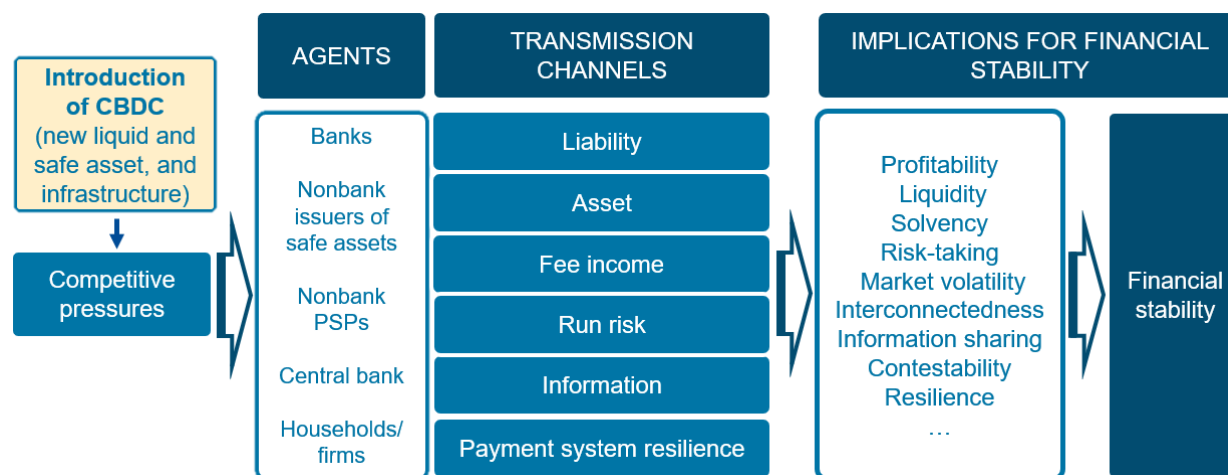 Introduction
of CBDC
(new liquid and
safe asset, and
infrastructure)
Competitive
pressures
AGENTS
Banks
Nonbank
issuers of
safe assets
Nonbank
PSPs
Central bank
Households/
firms
TRANSMISSION
CHANNELS
Liability
Asset
Fee income
Run risk
Information
Payment system resilience
IMPLICATIONS FOR FINANCIAL
STABILITY
Profitability
Liquidity
Solvency
Risk-taking
Market volatility
Interconnectedness
Information sharing
Contestability
Resilience
…
Financial
stability